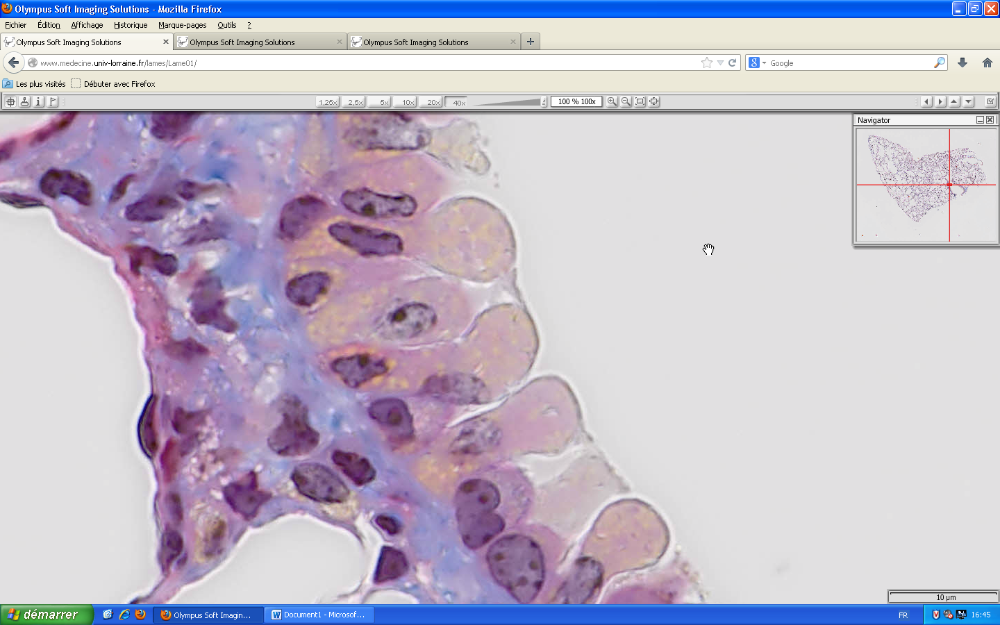 Olympus Soft Imaging Solutions - Mozilla Firefox
Fichier Édition Affichage Historique Marque-pages Outils ?
Olympus Soft Imaging Solutions
Olympus Soft Imaging Solutions
Olympus Soft Imaging Solutions
www.medecine.univ-lorraine.fr/lames/Lame01/
Google
Les plus visités Débuter avec Firefox
1,25x 2,5x 5x 10x 20x 40x 100 % 100x
Navigator
10 µm
démarrer
Olympus Soft Imagin...
Document1 - Microsof...
FR
16:45